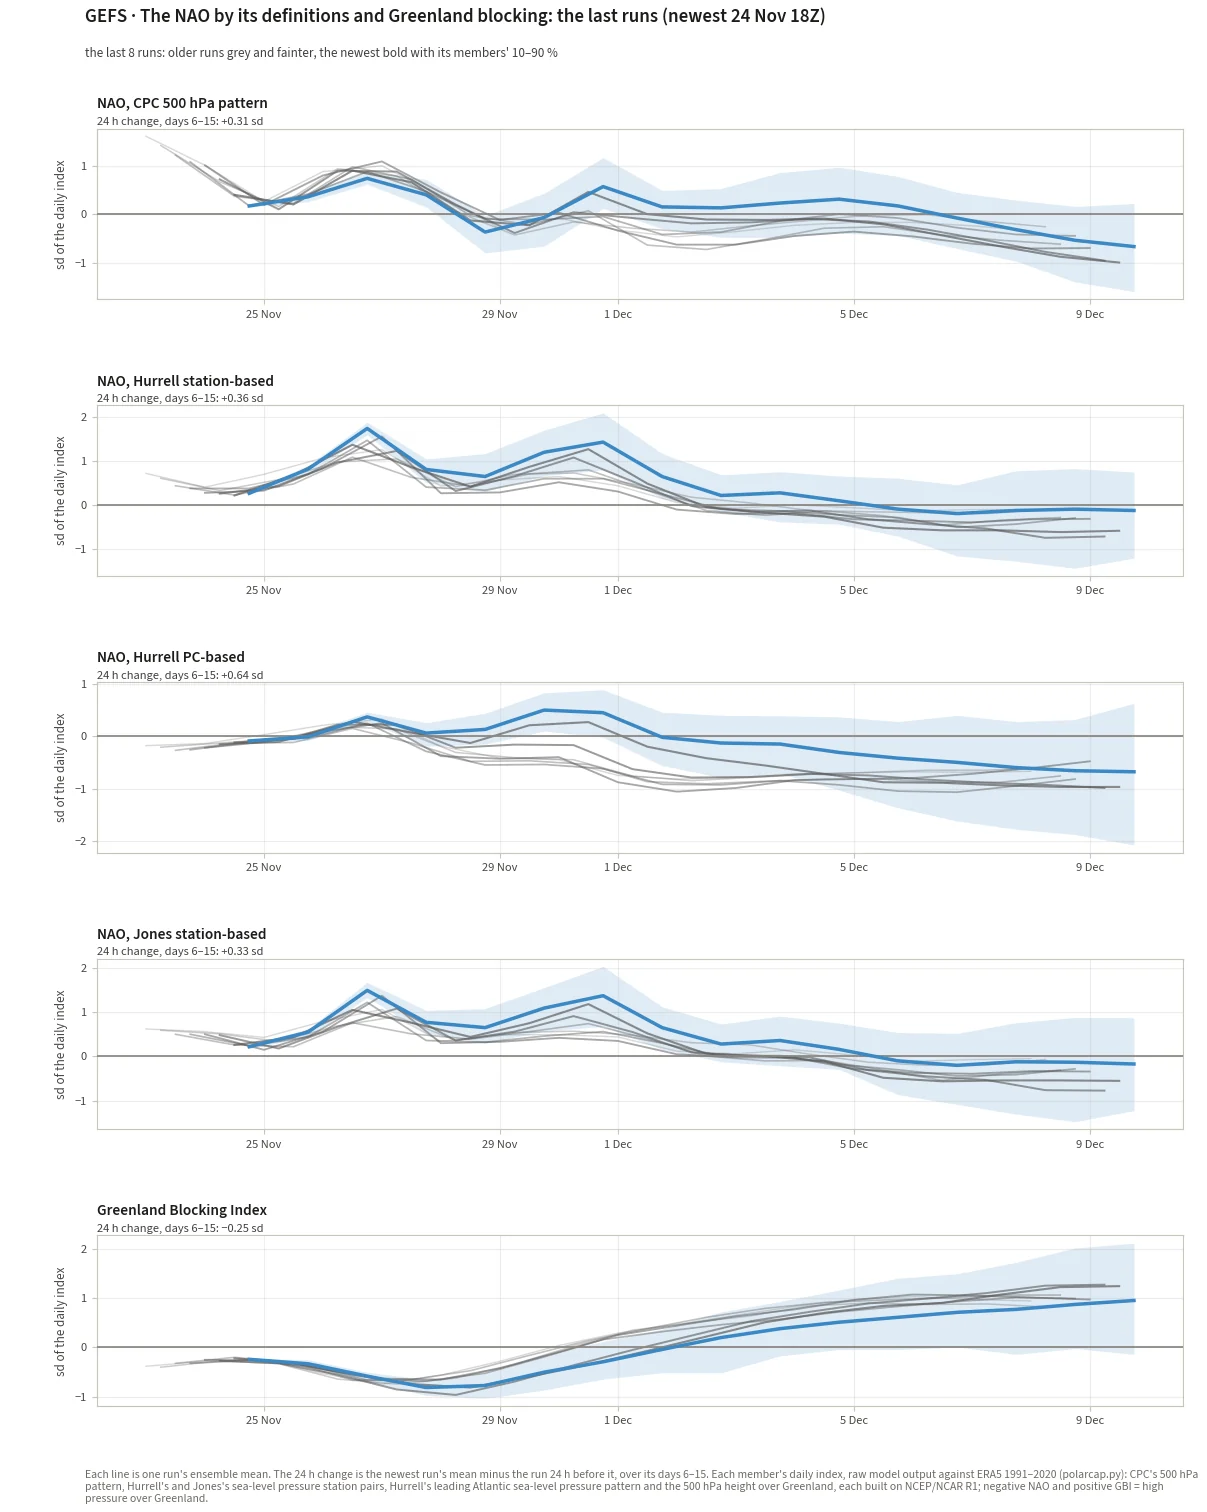 GEFS · The NAO by its definitions and Greenland blocking: the last runs (newest 24 Nov 18Z)
the last 8 runs: older runs grey and fainter, the newest bold with its members' 10–90 %
NAO, CPC 500 hPa pattern
24 h change, days 6–15: +0.31 sd
sd of the daily index
1
0
−1
25 Nov
29 Nov
1 Dec
5 Dec
9 Dec
NAO, Hurrell station-based
24 h change, days 6–15: +0.36 sd
sd of the daily index
2
1
0
−1
25 Nov
29 Nov
1 Dec
5 Dec
9 Dec
NAO, Hurrell PC-based
24 h change, days 6–15: +0.64 sd
sd of the daily index
1
0
−1
−2
25 Nov
29 Nov
1 Dec
5 Dec
9 Dec
NAO, Jones station-based
24 h change, days 6–15: +0.33 sd
sd of the daily index
2
1
0
−1
25 Nov
29 Nov
1 Dec
5 Dec
9 Dec
Greenland Blocking Index
24 h change, days 6–15: −0.25 sd
sd of the daily index
2
1
0
−1
25 Nov
29 Nov
1 Dec
5 Dec
9 Dec
Each line is one run's ensemble mean. The 24 h change is the newest run's mean minus the run 24 h before it, over its days 6–15. Each member's daily index, raw model output against ERA5 1991–2020 (polarcap.py): CPC's 500 hPa
pattern, Hurrell's and Jones's sea-level pressure station pairs, Hurrell's leading Atlantic sea-level pressure pattern and the 500 hPa height over Greenland, each built on NCEP/NCAR R1; negative NAO and positive GBI = high
pressure over Greenland.